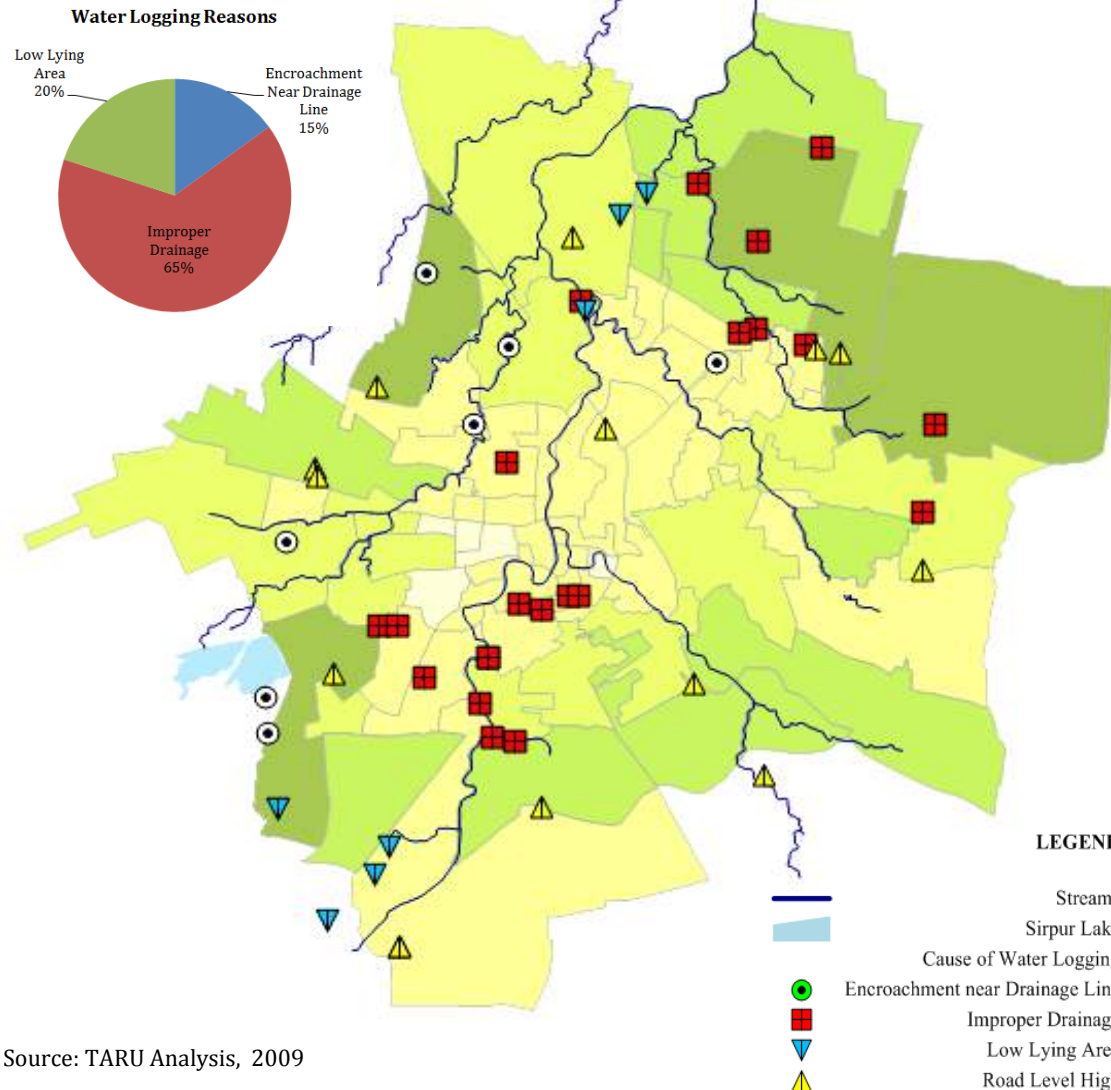 Water Logging Reasons
Low Lying
Area
20%
Encroachment
Near Drainage
Line
15%
Improper
Drainage
65%
LEGEN
Stream
Sirpur Lak
Cause of Water Loggin
Encroachment near Drainage Lin
Improper Drainag
Low Lying Are
Road Level Hig
Source: TARU Analysis, 2009